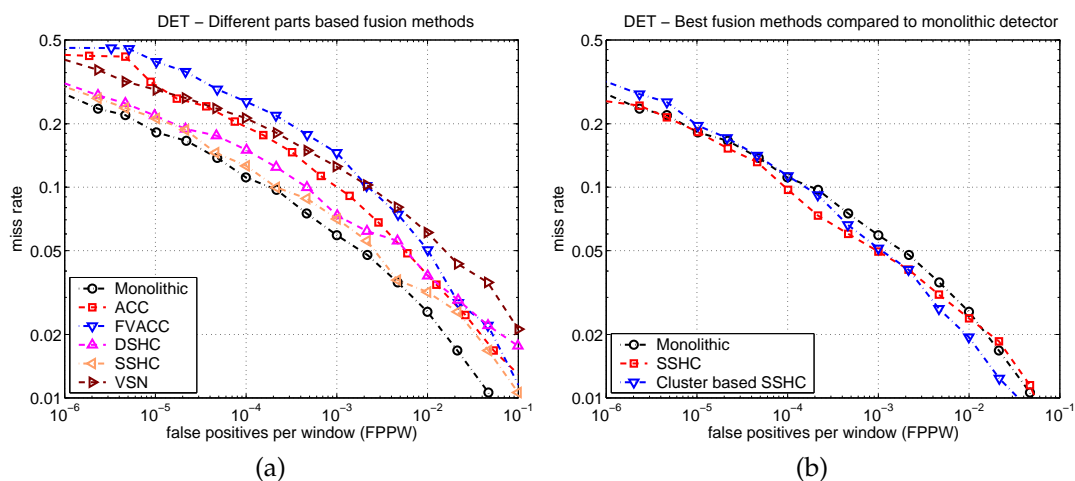 DET – Different parts based fusion methods
0.5
0.2
0.1
0.05
0.02
0.01
miss rate
Monolithic
ACC
FVACC
DSHC
SSHC
VSN
10⁻⁶ 10⁻⁵ 10⁻⁴ 10⁻³ 10⁻² 10⁻¹
false positives per window (FPPW)
(a)
DET – Best fusion methods compared to monolithic detector
0.5
0.2
0.1
0.05
0.02
0.01
miss rate
Monolithic
SSHC
Cluster based SSHC
10⁻⁶ 10⁻⁵ 10⁻⁴ 10⁻³ 10⁻² 10⁻¹
false positives per window (FPPW)
(b)